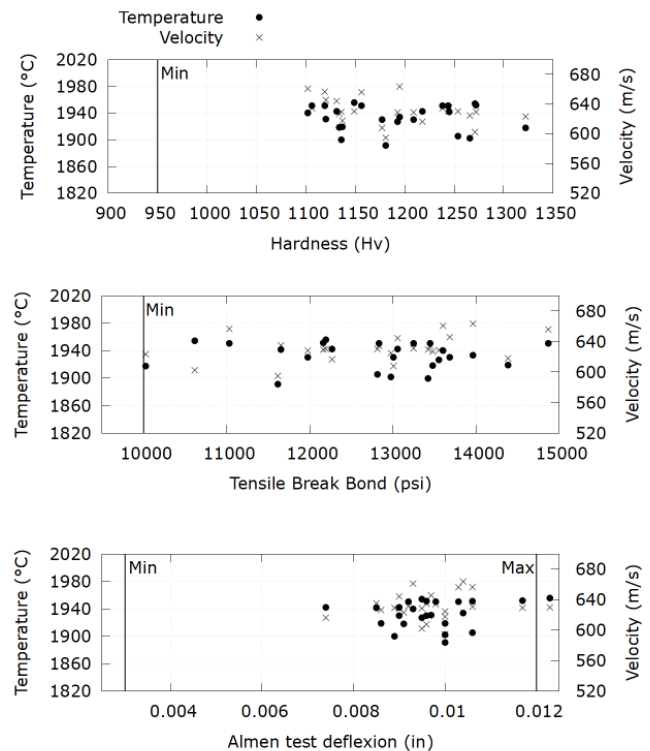 Temperature
Velocity
2020
1980
1940
1900
1860
1820
Temperature (°C)
Min
680
640
600
560
520
Velocity (m/s)
900 950 1000 1050 1100 1150 1200 1250 1300 1350
Hardness (Hv)
2020
1980
1940
1900
1860
1820
Temperature (°C)
Min
680
640
600
560
520
Velocity (m/s)
10000 11000 12000 13000 14000 15000
Tensile Break Bond (psi)
2020
1980
1940
1900
1860
1820
Temperature (°C)
Min Max
680
640
600
560
520
Velocity (m/s)
0.004 0.006 0.008 0.01 0.012
Almen test deflexion (in)